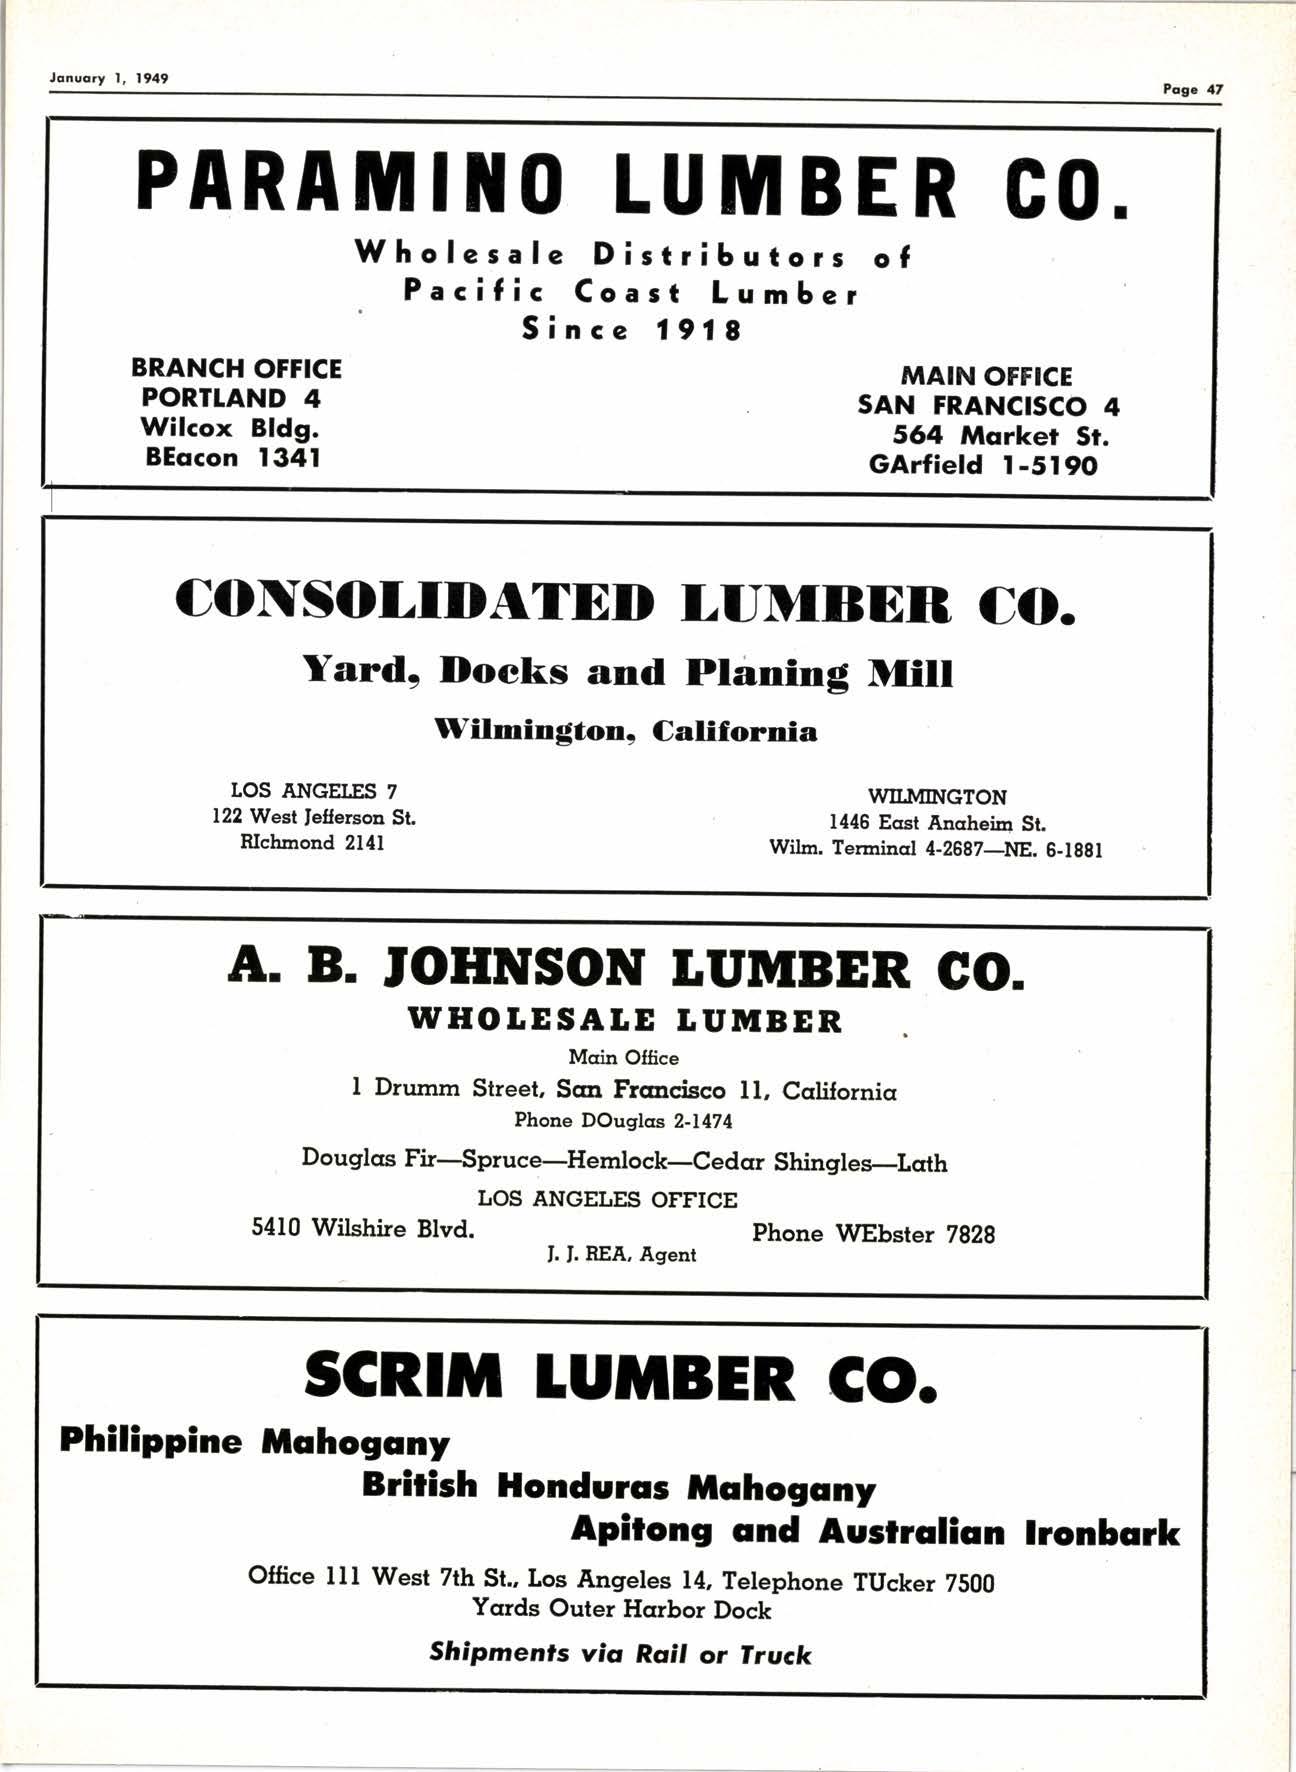 January 1, 1949
Page 47
PARAMINO LUMBER CO.
Wholesale Distributors of
Pacific Coast Lumber
Since 1918
BRANCH OFFICE
PORTLAND 4
Wilcox Bldg.
BEacon 1341
MAIN OFFICE
SAN FRANCISCO 4
564 Market St.
GArfield 1-5190
CONSOLIDATED LUMBER CO.
Yard, Docks and Planing Mill
Wilmington, California
LOS ANGELES 7
122 West Jefferson St.
RIchmond 2141
WILMINGTON
1446 East Anaheim St.
Wilm. Terminal 4-2687—NE. 6-1881
A. B. JOHNSON LUMBER CO.
WHOLESALE LUMBER
Main Office
1 Drumm Street, San Francisco 11, California
Phone DOuglas 2-1474
Douglas Fir—Spruce—Hemlock—Cedar Shingles—Lath
LOS ANGELES OFFICE
5410 Wilshire Blvd. Phone WEbster 7828
J. J. REA, Agent
SCRIM LUMBER CO.
Philippine Mahogany
British Honduras Mahogany
Apitong and Australian Ironbark
Office 111 West 7th St., Los Angeles 14, Telephone TUcker 7500
Yards Outer Harbor Dock
Shipments via Rail or Truck